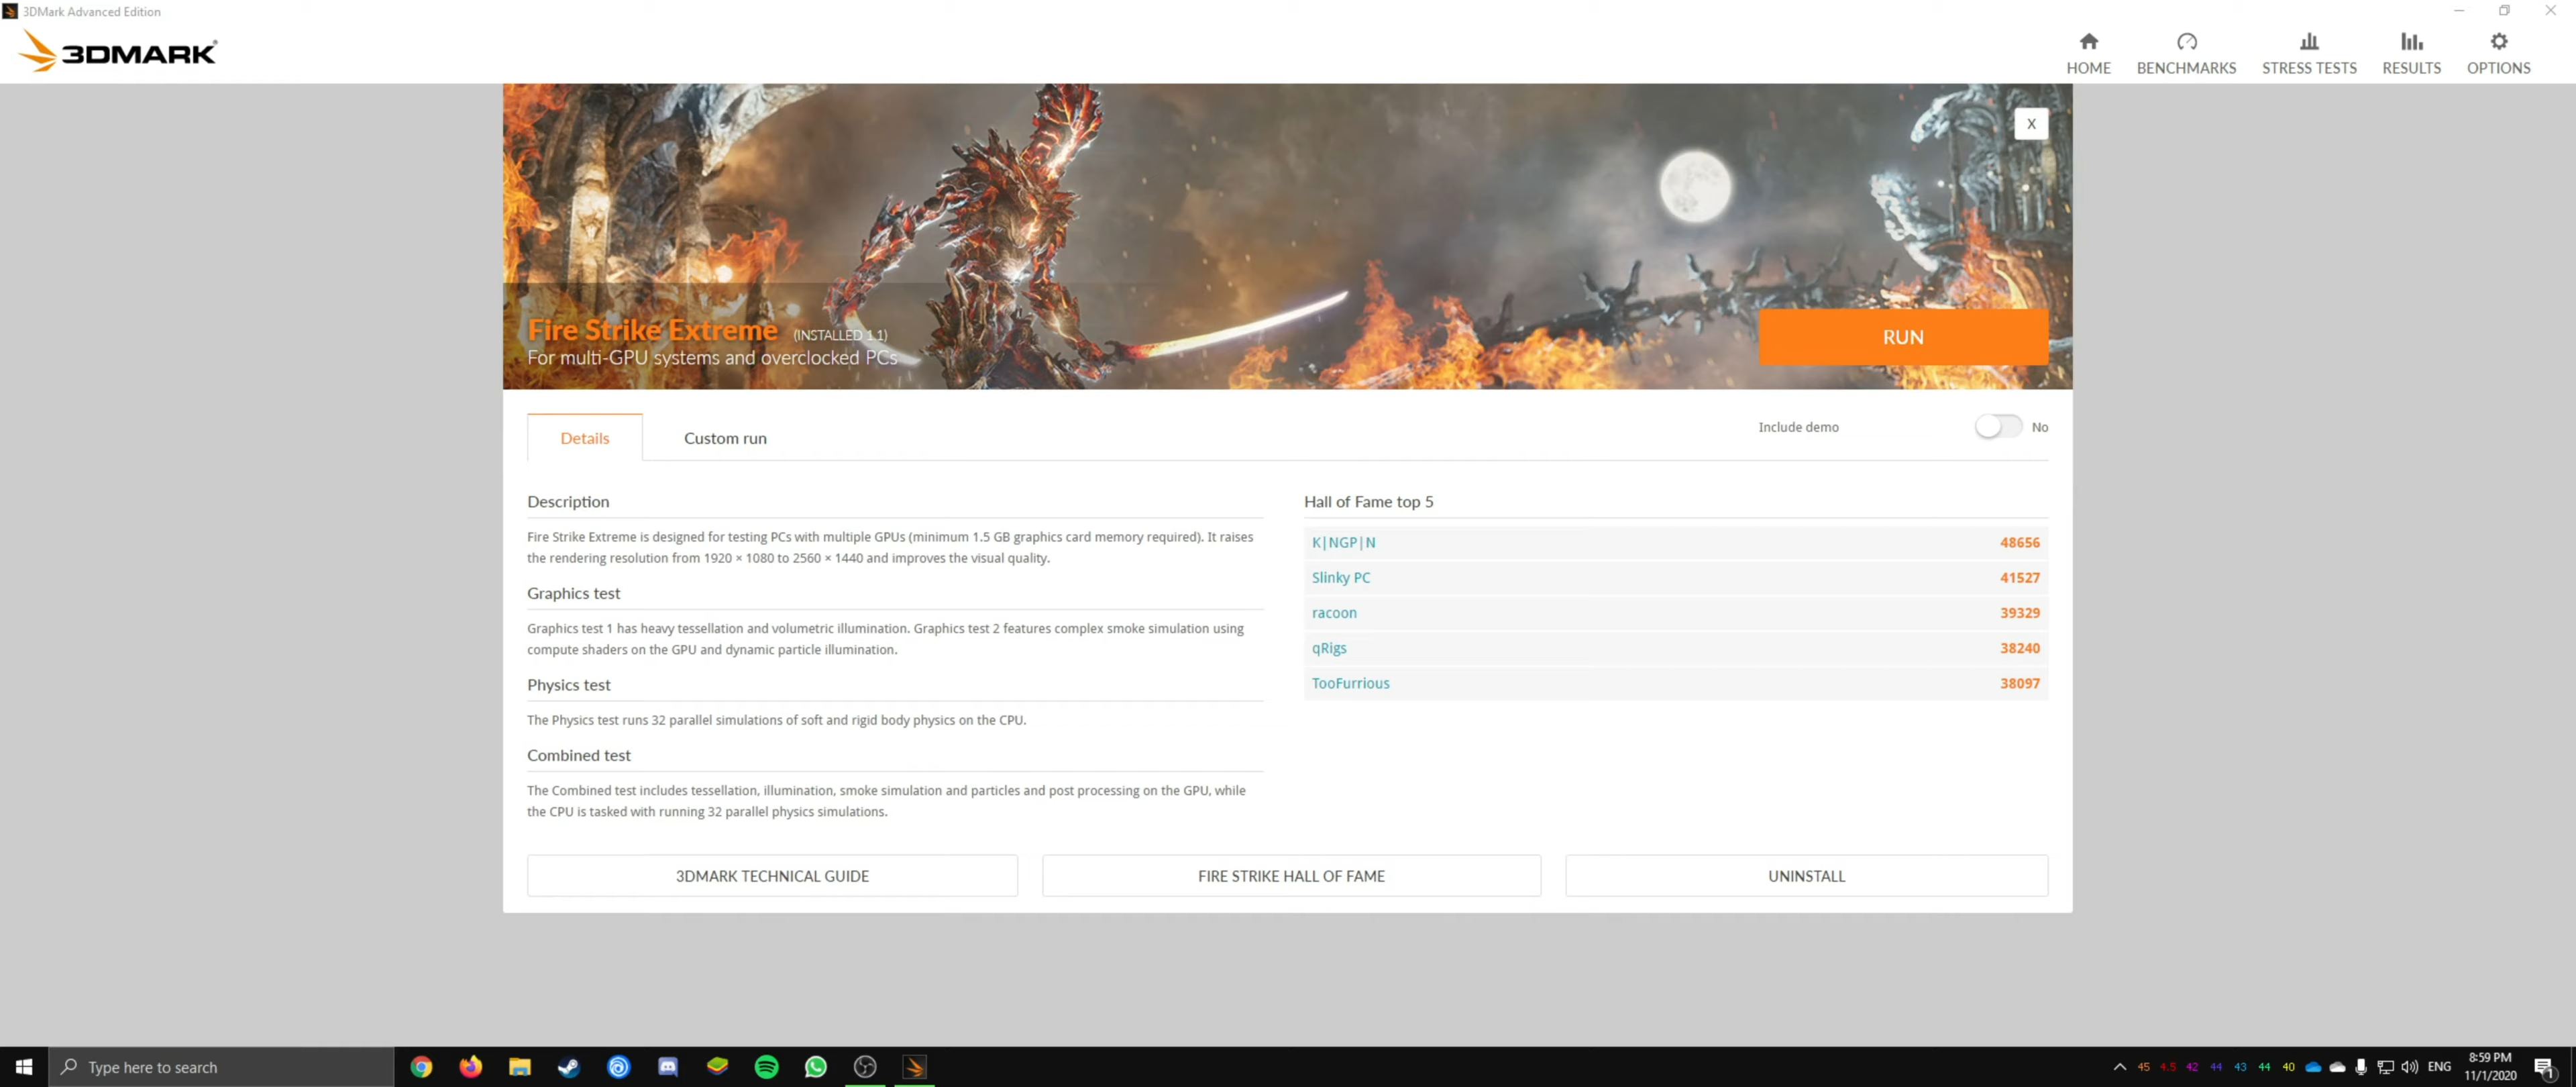 3DMark Advanced Edition
3DMARK
HOME
BENCHMARKS
STRESS TESTS
RESULTS
OPTIONS
X
Fire Strike Extreme (INSTALLED 1.1)
For multi-GPU systems and overclocked PCs
RUN
Details
Custom run
Include demo
No
Description
Fire Strike Extreme is designed for testing PCs with multiple GPUs (minimum 1.5 GB graphics card memory required). It raises
the rendering resolution from 1920 × 1080 to 2560 × 1440 and improves the visual quality.
Graphics test
Graphics test 1 has heavy tessellation and volumetric illumination. Graphics test 2 features complex smoke simulation using
compute shaders on the GPU and dynamic particle illumination.
Physics test
The Physics test runs 32 parallel simulations of soft and rigid body physics on the CPU.
Combined test
The Combined test includes tessellation, illumination, smoke simulation and particles and post processing on the GPU, while
the CPU is tasked with running 32 parallel physics simulations.
Hall of Fame top 5
K|NGP|N 48656
Slinky PC 41527
racoon 39329
qRigs 38240
TooFurrious 38097
3DMARK TECHNICAL GUIDE
FIRE STRIKE HALL OF FAME
UNINSTALL
Type here to search
45 4.5 42 44 43 44 40
ENG
8:59 PM
11/1/2020
1